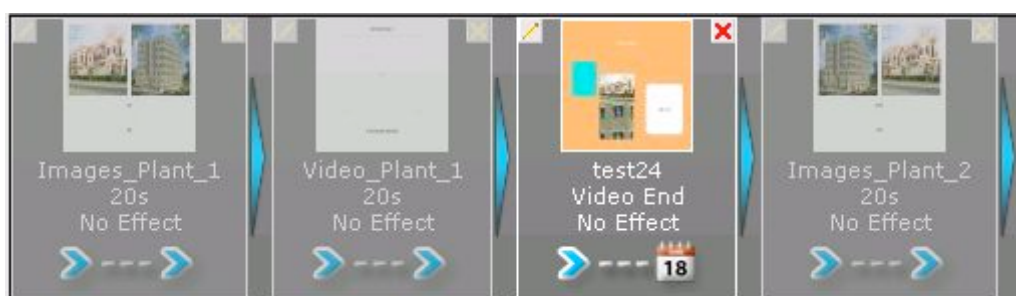 Images_Plant_1
20s
No Effect
Video_Plant_1
20s
No Effect
test24
Video End
No Effect
18
Images_Plant_2
20s
No Effect